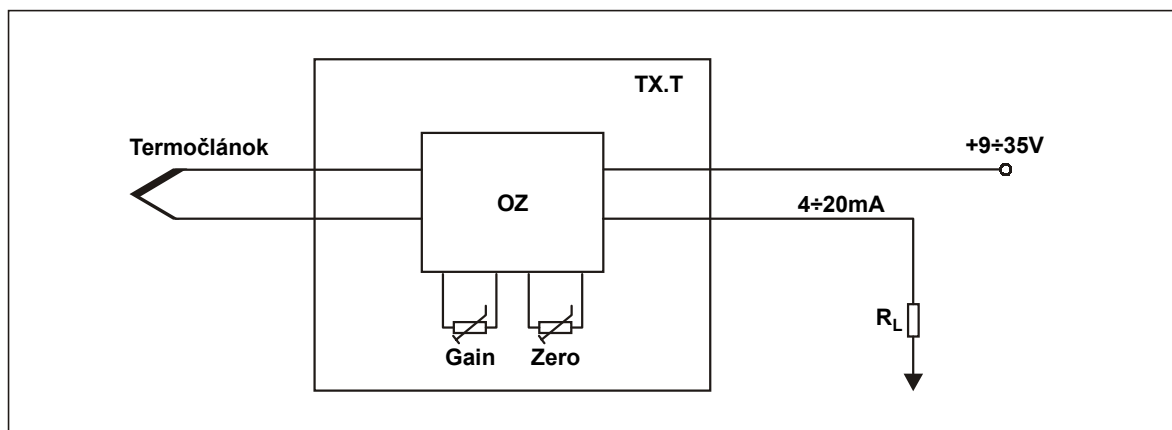 TX.T
Termočlánok
+9÷35V
OZ
4÷20mA
RL
Gain Zero